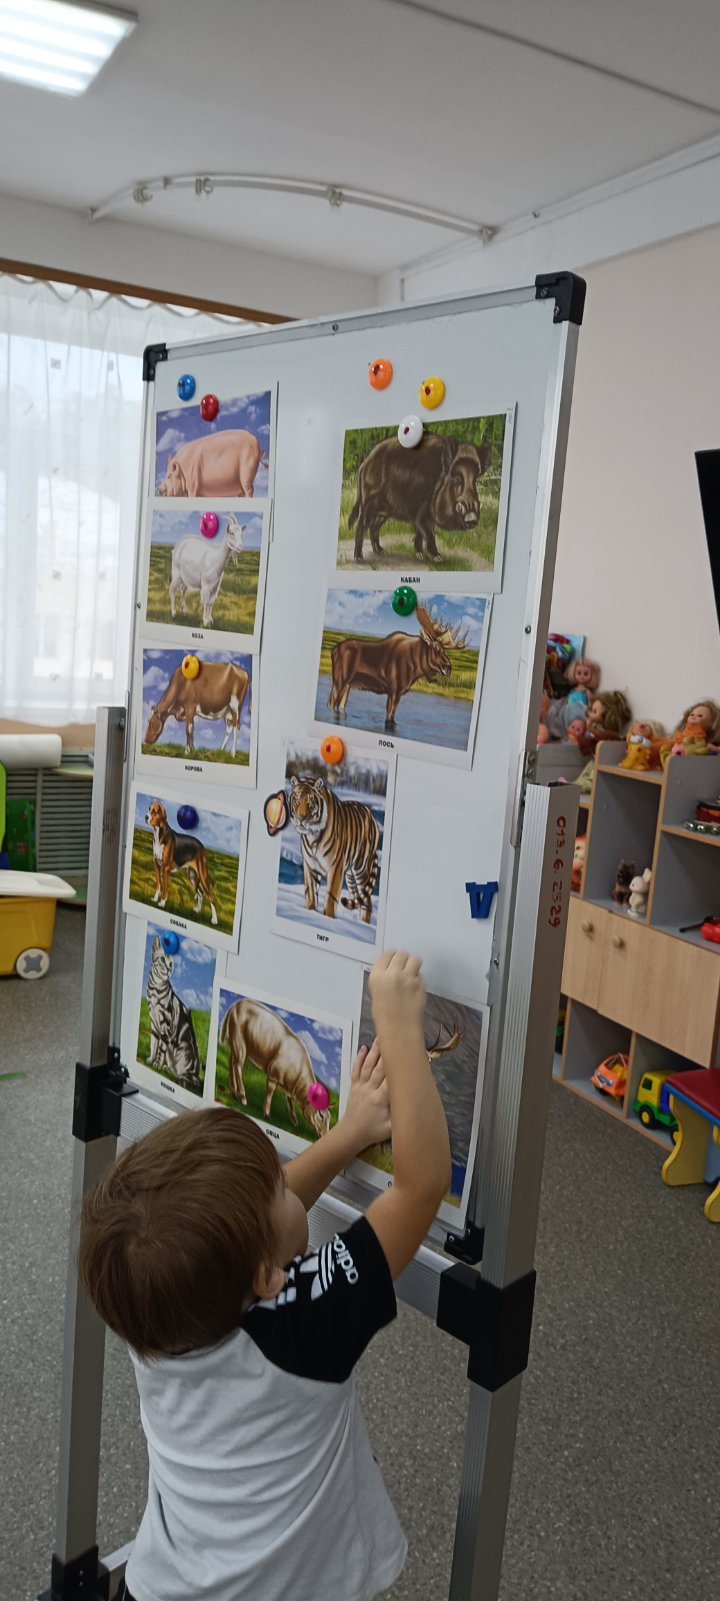 КАБАН
КОЗА
ЛОСЬ
КОРОВА
СОБАКА
ТИГР
КОШКА
ОВЦА
adidas
013.6.2529